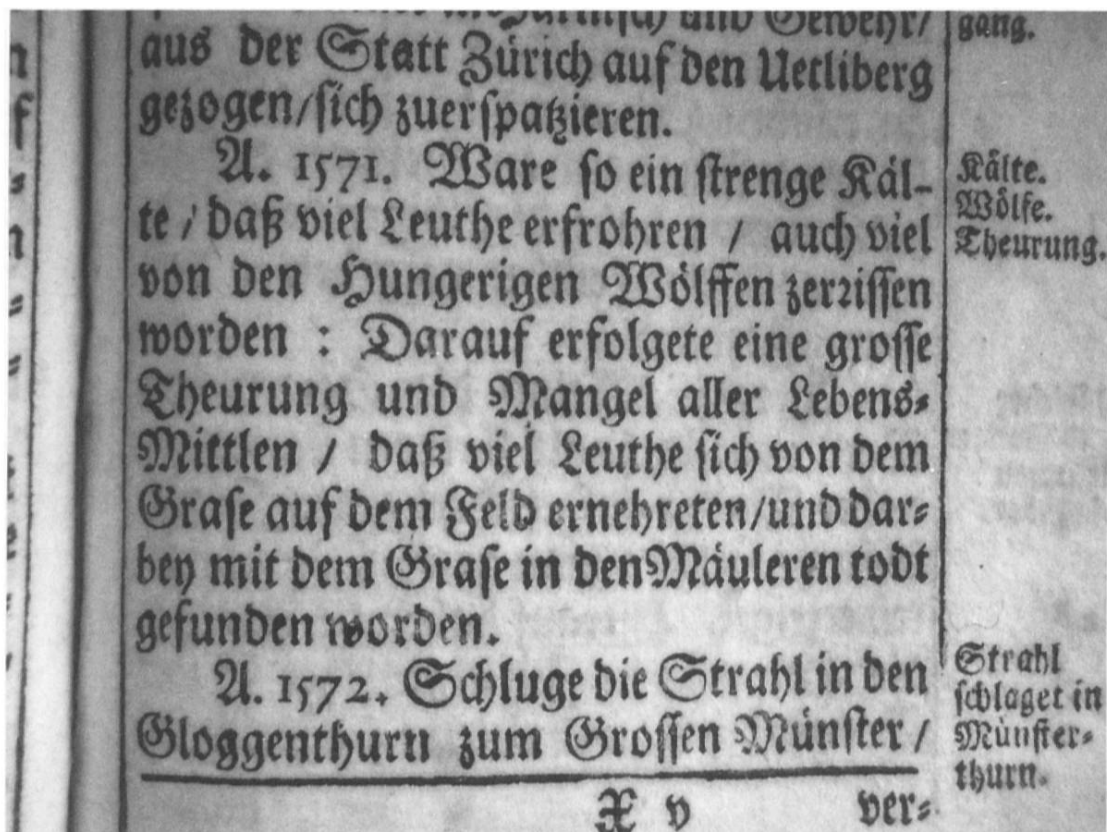 und Gewehr/
aus der Statt Zürich auf den Uetliberg
gezogen/sich zuerspatzieren.
A. 1571. Ware so ein strenge Käl-
te / daß viel Leuthe erfrohren / auch viel
von den Hungerigen Wölffen zerrissen
worden : Darauf erfolgete eine grosse
Theurung und Mangel aller Lebens-
Mittlen / daß viel Leuthe sich von dem
Grase auf dem Feld ernehreten/und dar-
bey mit dem Grase in den Mäuleren todt
gefunden worden.
A. 1572. Schluge die Strahl in den
Gloggenthurn zum Grossen Münster /
X v ver-
gang.
Kälte.
Wölfe.
Theurung.
Strahl
schlaget in
Münster-
thurn.